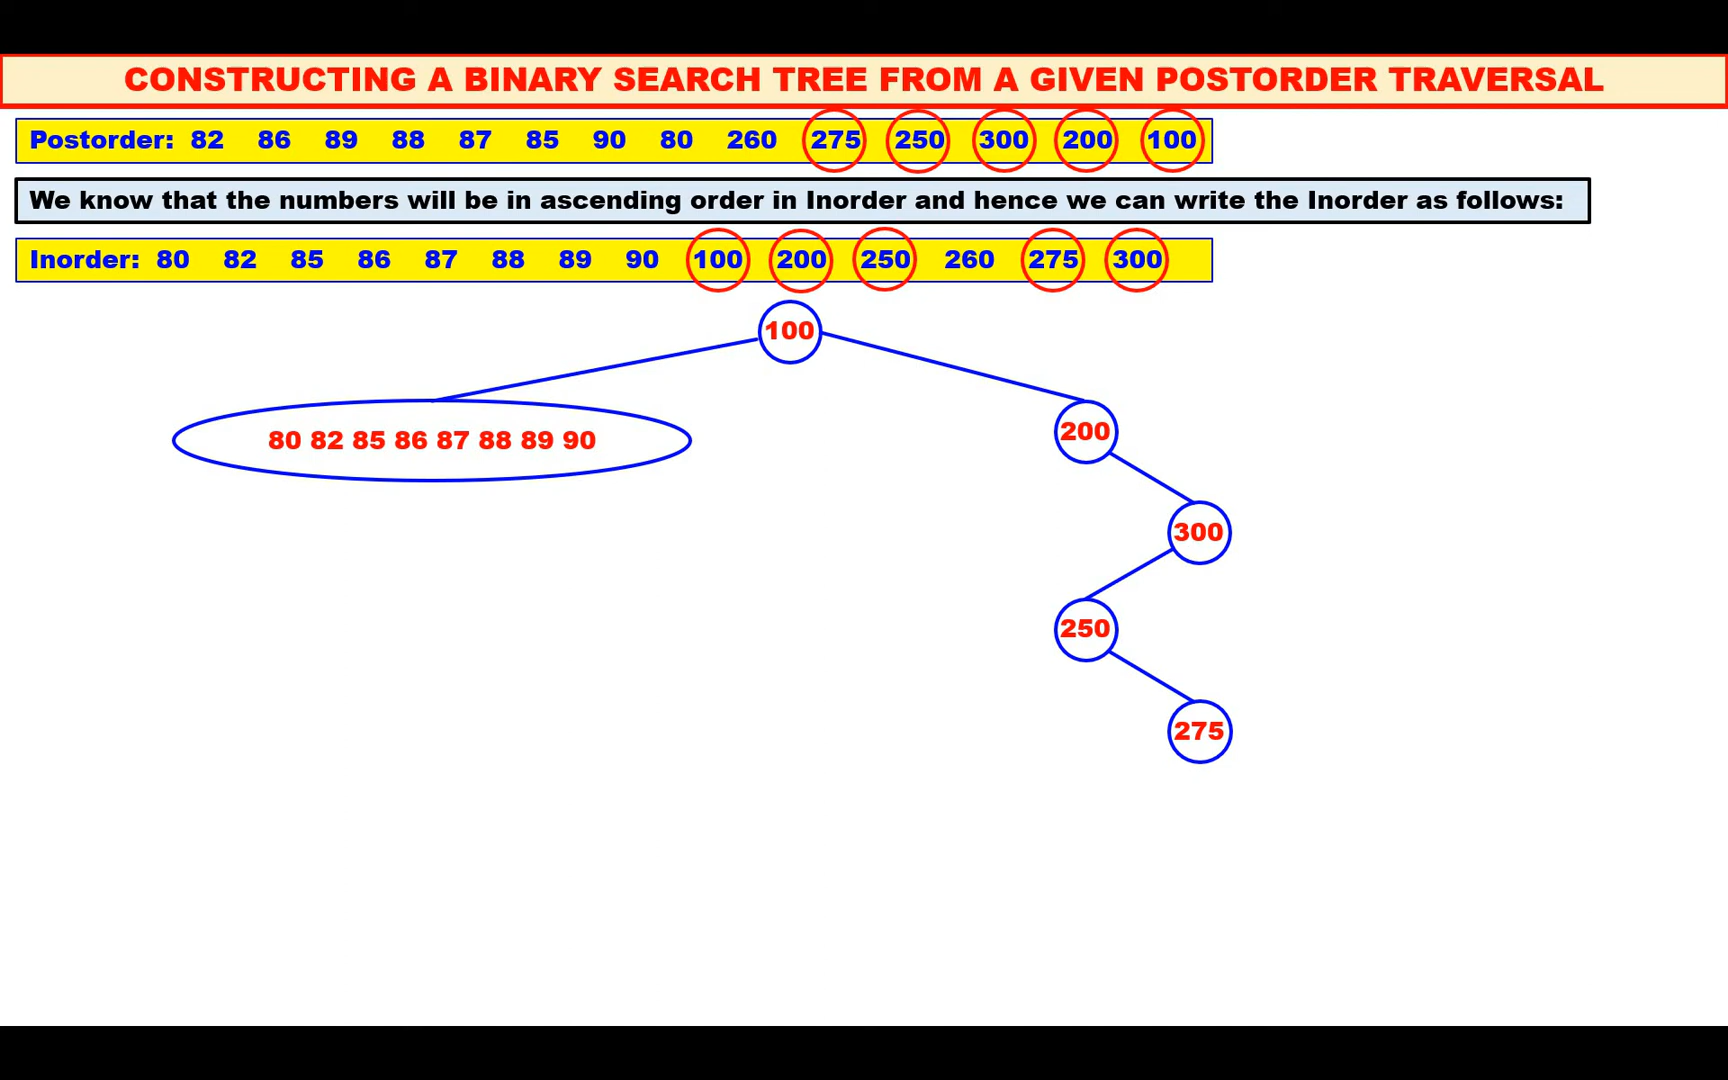 CONSTRUCTING A BINARY SEARCH TREE FROM A GIVEN POSTORDER TRAVERSAL
Postorder: 82 86 89 88 87 85 90 80 260 275 250 300 200 100
We know that the numbers will be in ascending order in Inorder and hence we can write the Inorder as follows:
Inorder: 80 82 85 86 87 88 89 90 100 200 250 260 275 300
100
80 82 85 86 87 88 89 90
200
300
250
275